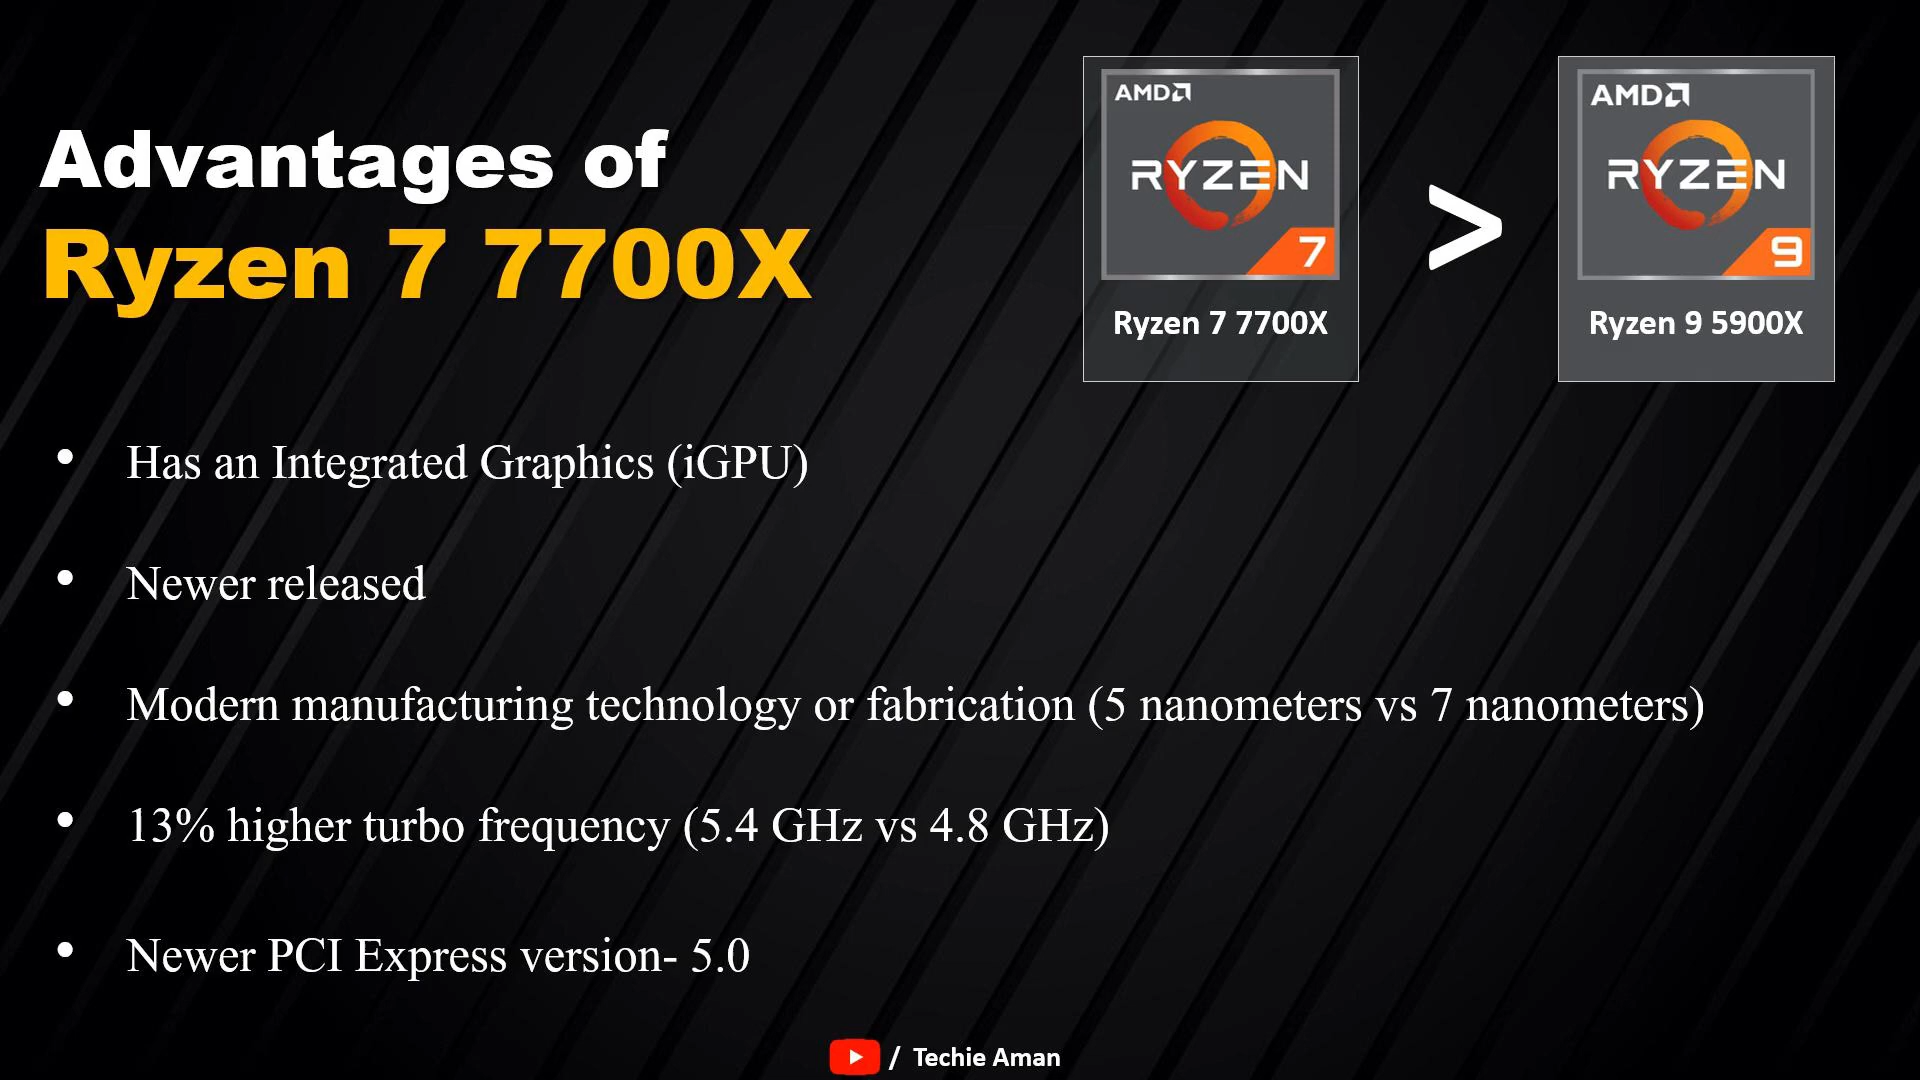 Advantages of
Ryzen 7 7700X
AMD
RYZEN
7
Ryzen 7 7700X
>
AMD
RYZEN
9
Ryzen 9 5900X
• Has an Integrated Graphics (iGPU)
• Newer released
• Modern manufacturing technology or fabrication (5 nanometers vs 7 nanometers)
• 13% higher turbo frequency (5.4 GHz vs 4.8 GHz)
• Newer PCI Express version- 5.0
/ Techie Aman